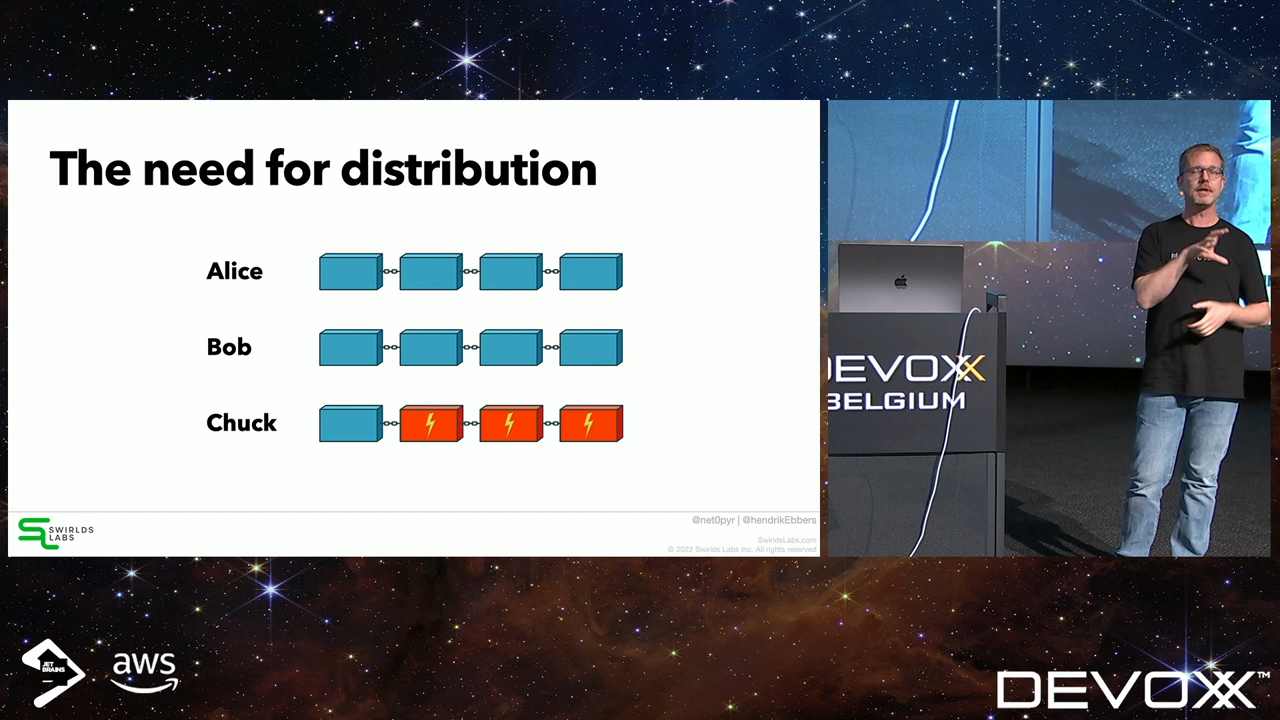 The need for distribution
Alice
Bob
Chuck
SWIRLDS
LABS
@net0pyr | @hendrikEbbers
SwirldsLabs.com
© 2022 Swirlds Labs Inc. All rights reserved
DEVOXX
BELGIUM
JET
BRAINS
aws
DEVOXX™